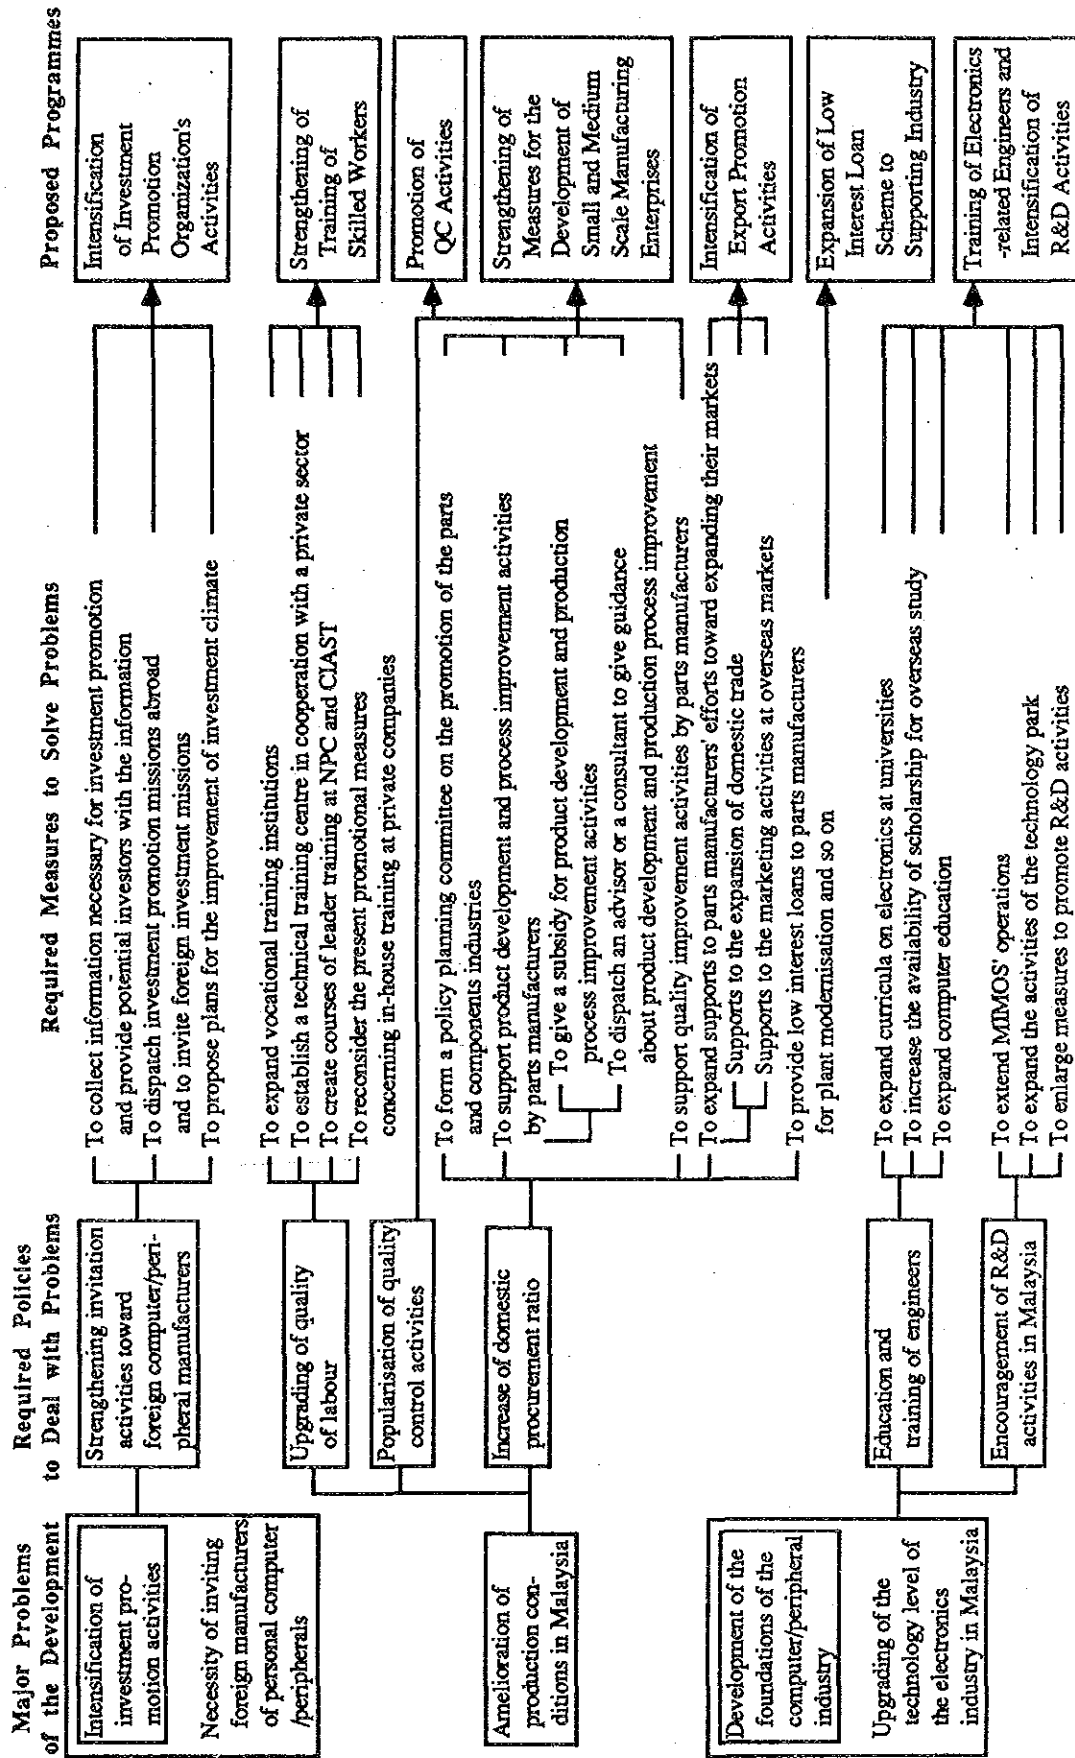 Major Problems
of the Development
Required Policies
to Deal with Problems
Required Measures to Solve Problems
Proposed Programmes
Intensification of
investment pro-
motion activities
Necessity of inviting
foreign manufacturers
of personal computer
/peripherals
Strengthening invitation
activities toward
foreign computer/peri-
pheral manufacturers
To collect information necessary for investment promotion
and provide potential investors with the information
To dispatch investment promotion missions abroad
and to invite foreign investment missions
To propose plans for the improvement of investment climate
Intensification
of Investment
Promotion
Organization's
Activities
Amelioration of
production con-
ditions in Malaysia
Upgrading of quality
of labour
To expand vocational training institutions
To establish a technical training centre in cooperation with a private sector
To create courses of leader training at NPC and CIAST
To reconsider the present promotional measures
concerning in-house training at private companies
Strengthening of
Training of
Skilled Workers
Popularisation of quality
control activities
Promotion of
QC Activities
Increase of domestic
procurement ratio
To form a policy planning committee on the promotion of the parts
and components industries
To support product development and process improvement activities
by parts manufacturers
To give a subsidy for product development and production
process improvement activities
To dispatch an advisor or a consultant to give guidance
about product development and production process improvement
To support quality improvement activities by parts manufacturers
To expand supports to parts manufacturers' efforts toward expanding their markets
Supports to the expansion of domestic trade
Supports to the marketing activities at overseas markets
To provide low interest loans to parts manufacturers
for plant modernisation and so on
Strengthening of
Measures for the
Development of
Small and Medium
Scale Manufacturing
Enterprises
Intensification of
Export Promotion
Activities
Expansion of Low
Interest Loan
Scheme to
Supporting Industry
Development of the
foundations of the
computer/peripheral
industry
Upgrading of the
technology level of
the electronics
industry in Malaysia
Education and
training of engineers
To expand curricula on electronics at universities
To increase the availability of scholarship for overseas study
To expand computer education
Encouragement of R&D
activities in Malaysia
To extend MIMOS' operations
To expand the activities of the technology park
To enlarge measures to promote R&D activities
Training of Electronics
-related Engineers and
Intensification of
R&D Activities